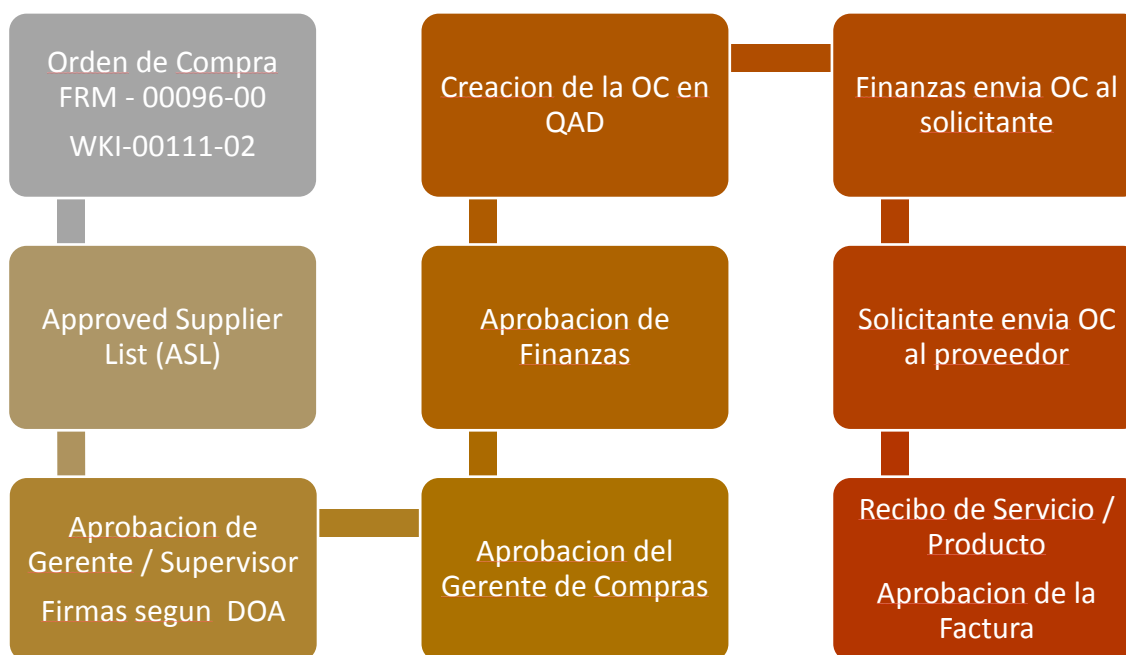 Orden de Compra
FRM - 00096-00
WKI-00111-02
Approved Supplier
List (ASL)
Aprobacion de
Gerente / Supervisor
Firmas segun  DOA
Aprobacion del
Gerente de Compras
Aprobacion de
Finanzas
Creacion de la OC en
QAD
Finanzas envia OC al
solicitante
Solicitante envia OC
al proveedor
Recibo de Servicio /
Producto
Aprobacion de la
Factura